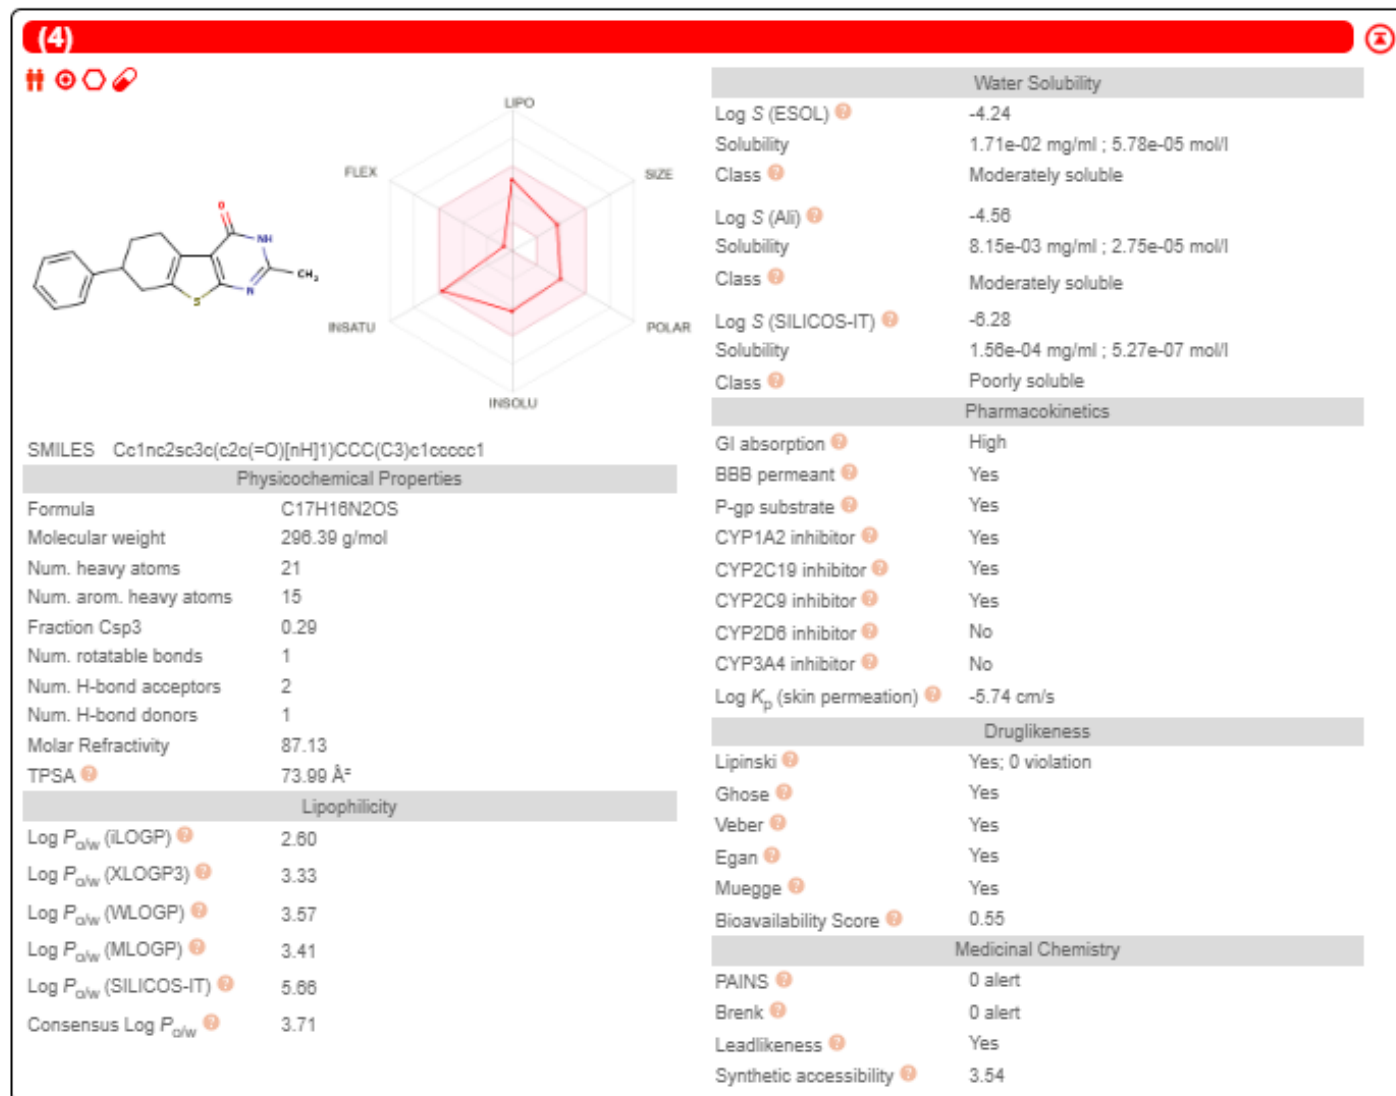 (4)
O
NH
N
S
CH₃
LIPO
FLEX
SIZE
INSATU
POLAR
INSOLU
SMILES Cc1nc2sc3c(c2c(=O)[nH]1)CCC(C3)c1ccccc1
Physicochemical Properties
Formula C17H16N2OS
Molecular weight 296.39 g/mol
Num. heavy atoms 21
Num. arom. heavy atoms 15
Fraction Csp3 0.29
Num. rotatable bonds 1
Num. H-bond acceptors 2
Num. H-bond donors 1
Molar Refractivity 87.13
TPSA ? 73.99 Å²
Lipophilicity
Log Po/w (iLOGP) ? 2.60
Log Po/w (XLOGP3) ? 3.33
Log Po/w (WLOGP) ? 3.57
Log Po/w (MLOGP) ? 3.41
Log Po/w (SILICOS-IT) ? 5.66
Consensus Log Po/w ? 3.71
Water Solubility
Log S (ESOL) ? -4.24
Solubility 1.71e-02 mg/ml ; 5.78e-05 mol/l
Class ? Moderately soluble
Log S (Ali) ? -4.56
Solubility 8.15e-03 mg/ml ; 2.75e-05 mol/l
Class ? Moderately soluble
Log S (SILICOS-IT) ? -6.28
Solubility 1.56e-04 mg/ml ; 5.27e-07 mol/l
Class ? Poorly soluble
Pharmacokinetics
GI absorption ? High
BBB permeant ? Yes
P-gp substrate ? Yes
CYP1A2 inhibitor ? Yes
CYP2C19 inhibitor ? Yes
CYP2C9 inhibitor ? Yes
CYP2D6 inhibitor ? No
CYP3A4 inhibitor ? No
Log Kp (skin permeation) ? -5.74 cm/s
Druglikeness
Lipinski ? Yes; 0 violation
Ghose ? Yes
Veber ? Yes
Egan ? Yes
Muegge ? Yes
Bioavailability Score ? 0.55
Medicinal Chemistry
PAINS ? 0 alert
Brenk ? 0 alert
Leadlikeness ? Yes
Synthetic accessibility ? 3.54